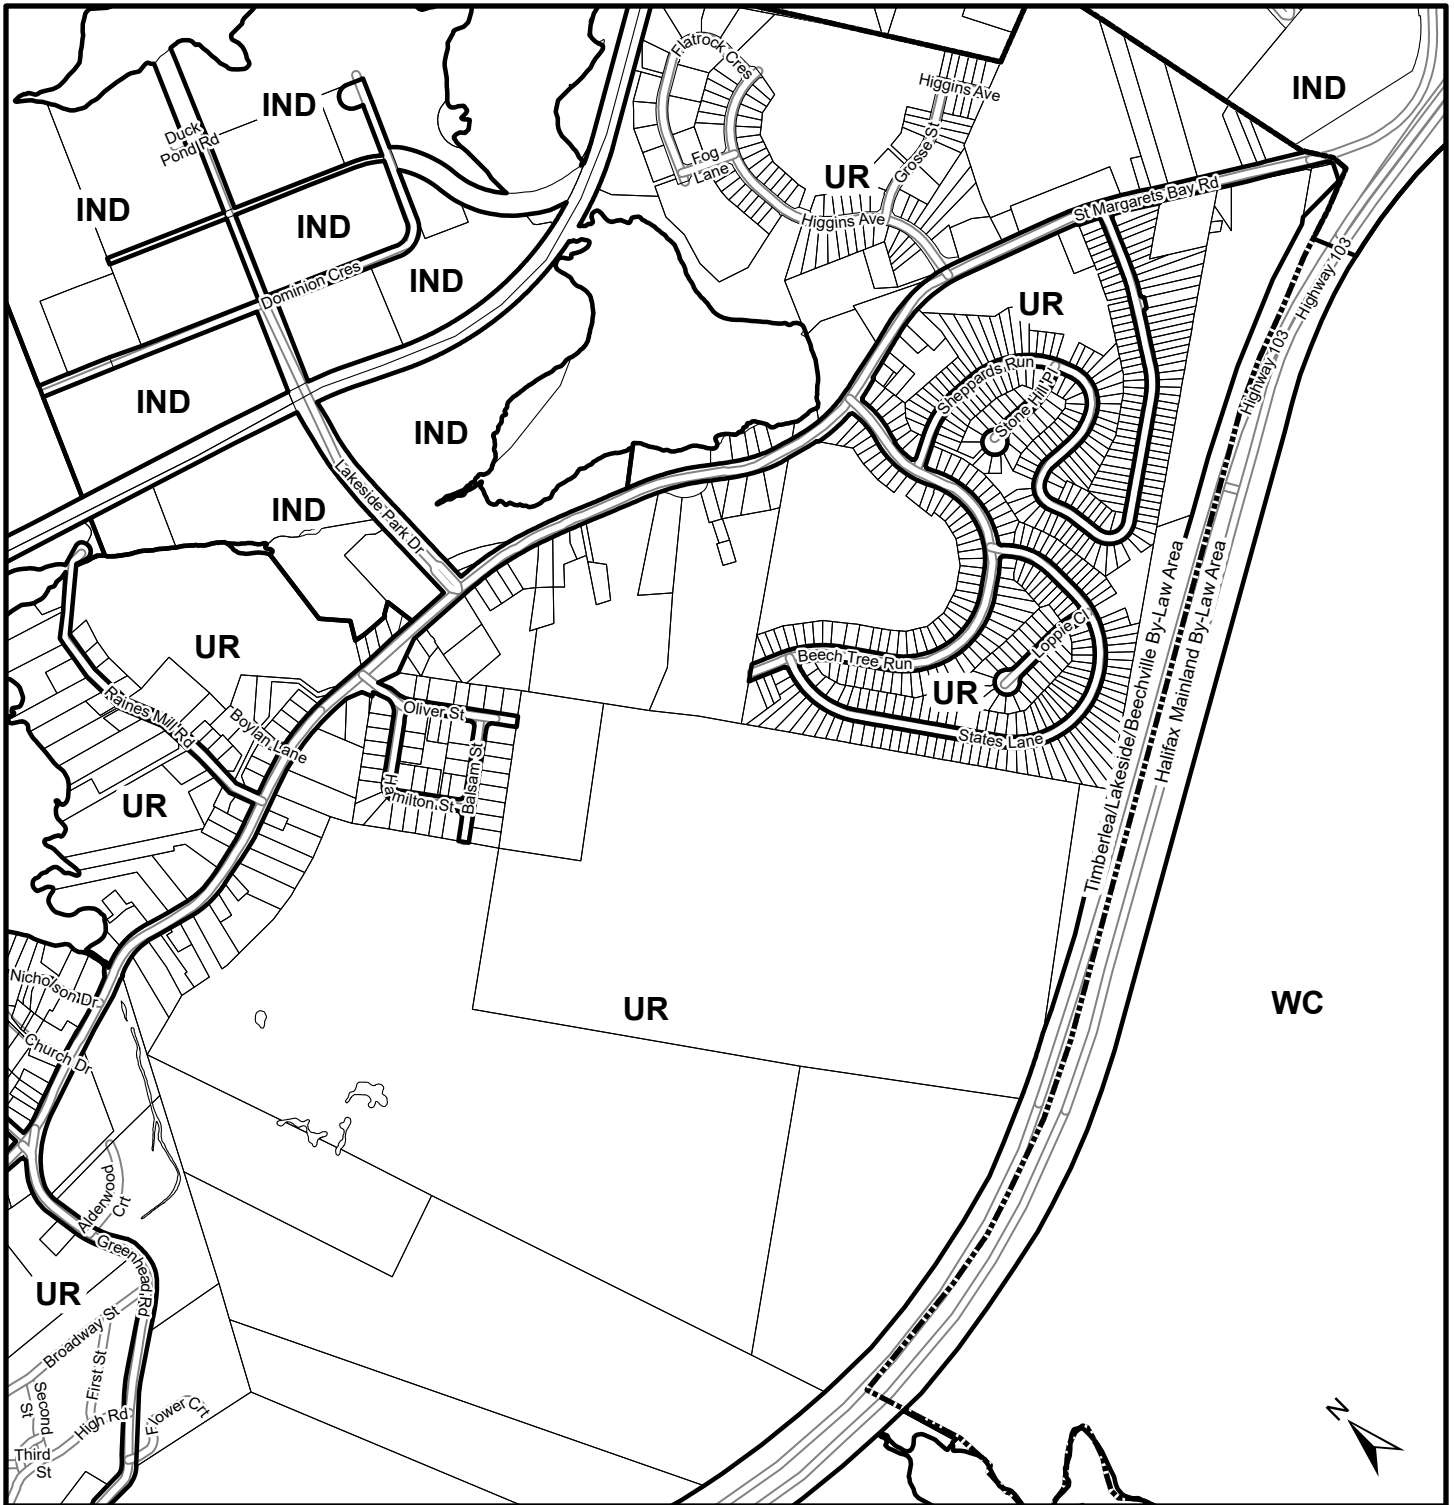 Flatrock Cres
Higgins Ave
IND
IND
Duck
Pond Rd
Fog
Lane
Grosse St
UR
IND
IND
St Margarets Bay Rd
Higgins Ave
IND
Dominion Cres
Highway 103
UR
Highway 103
Sheppards Run
Stone Hill Pl
IND
IND
Lakeside Park Dr
IND
Timberlea/Lakeside/Beechville By-Law Area
Halifax Mainland By-Law Area
UR
Beech Tree Run
UR
States Lane
Raines Mill Rd
Boylan Lane
Oliver St
Balsam St
Hamilton St
UR
UR
WC
Nicholson Dr
Church Dr
Alderwood
Crt
Greenhead Rd
UR
Broadway St
First St
Second
St
High Rd
Flower Crt
Third
St
N